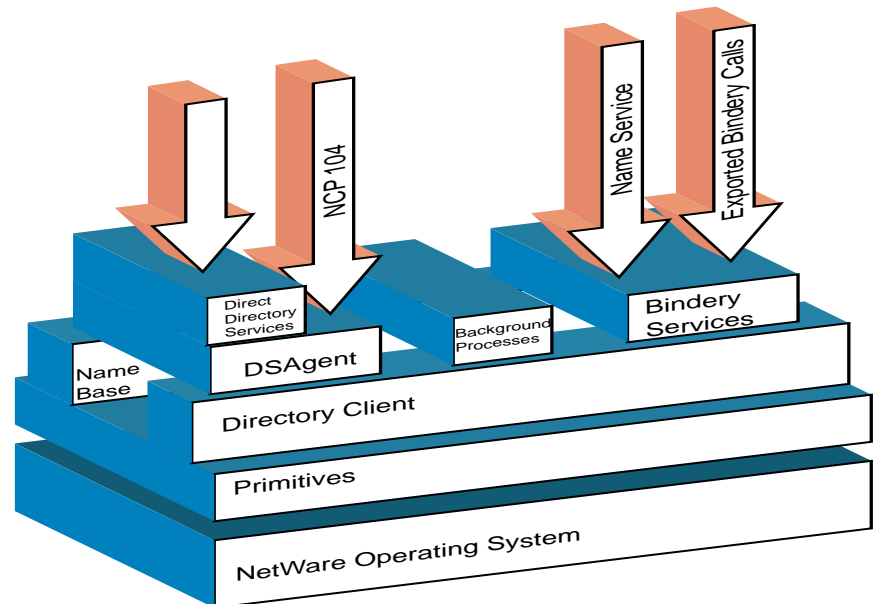 NCP 104
Name Service
Exported Bindery Calls
Direct
Directory
Services
DSAgent
Background
Processes
Bindery
Services
Name
Base
Directory Client
Primitives
NetWare Operating System